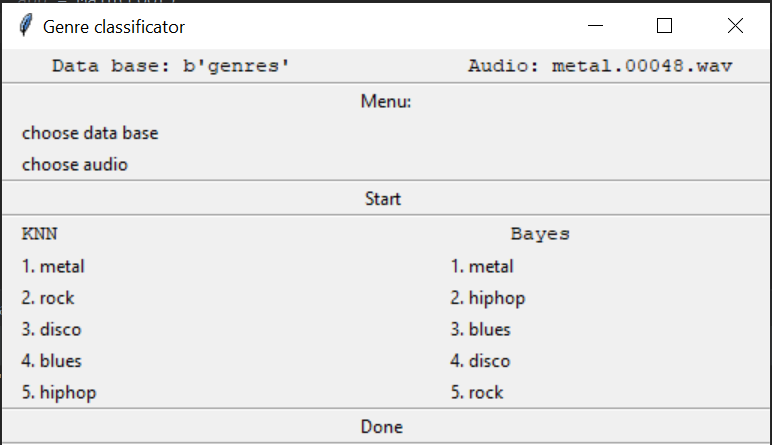 Genre classificator
Data base: b'genres' Audio: metal.00048.wav
Menu:
choose data base
choose audio
Start
KNN Bayes
1. metal 1. metal
2. rock 2. hiphop
3. disco 3. blues
4. blues 4. disco
5. hiphop 5. rock
Done